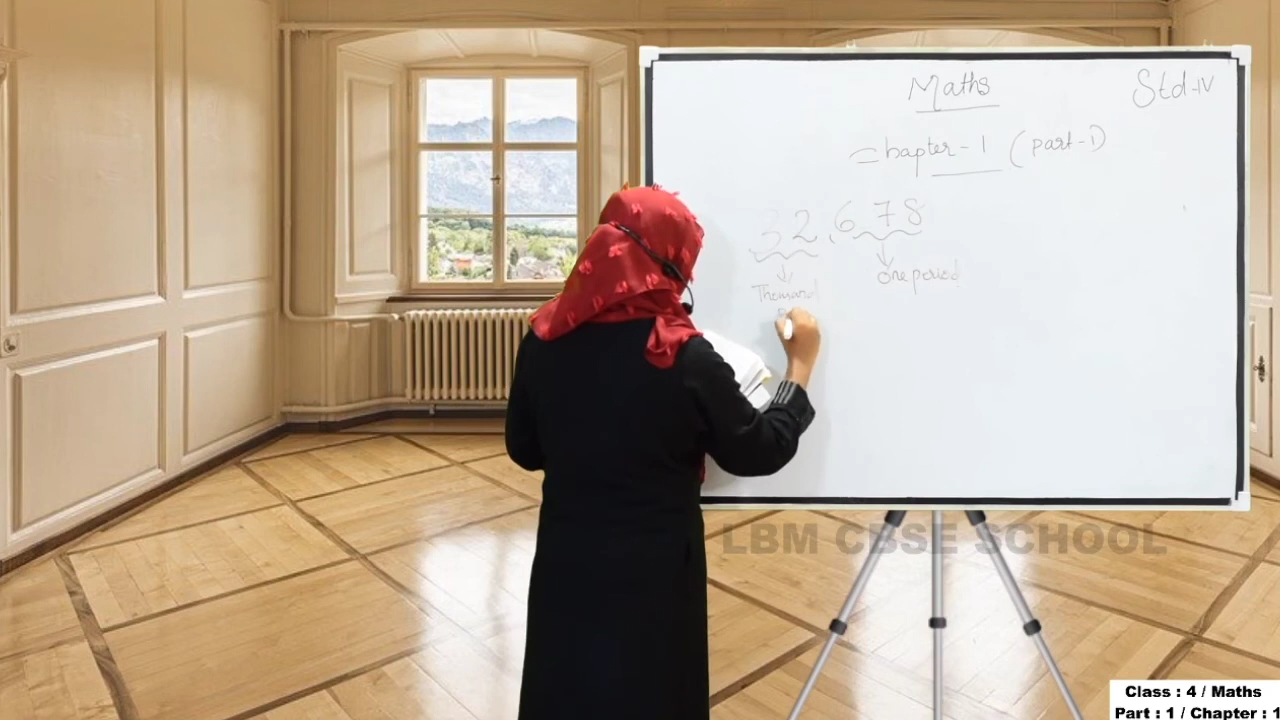 Maths
Std-IV
Chapter-1 (part-1)
32,678
one period
Thousand
LBM CBSE SCHOOL
Class : 4 / Maths
Part : 1 / Chapter : 1